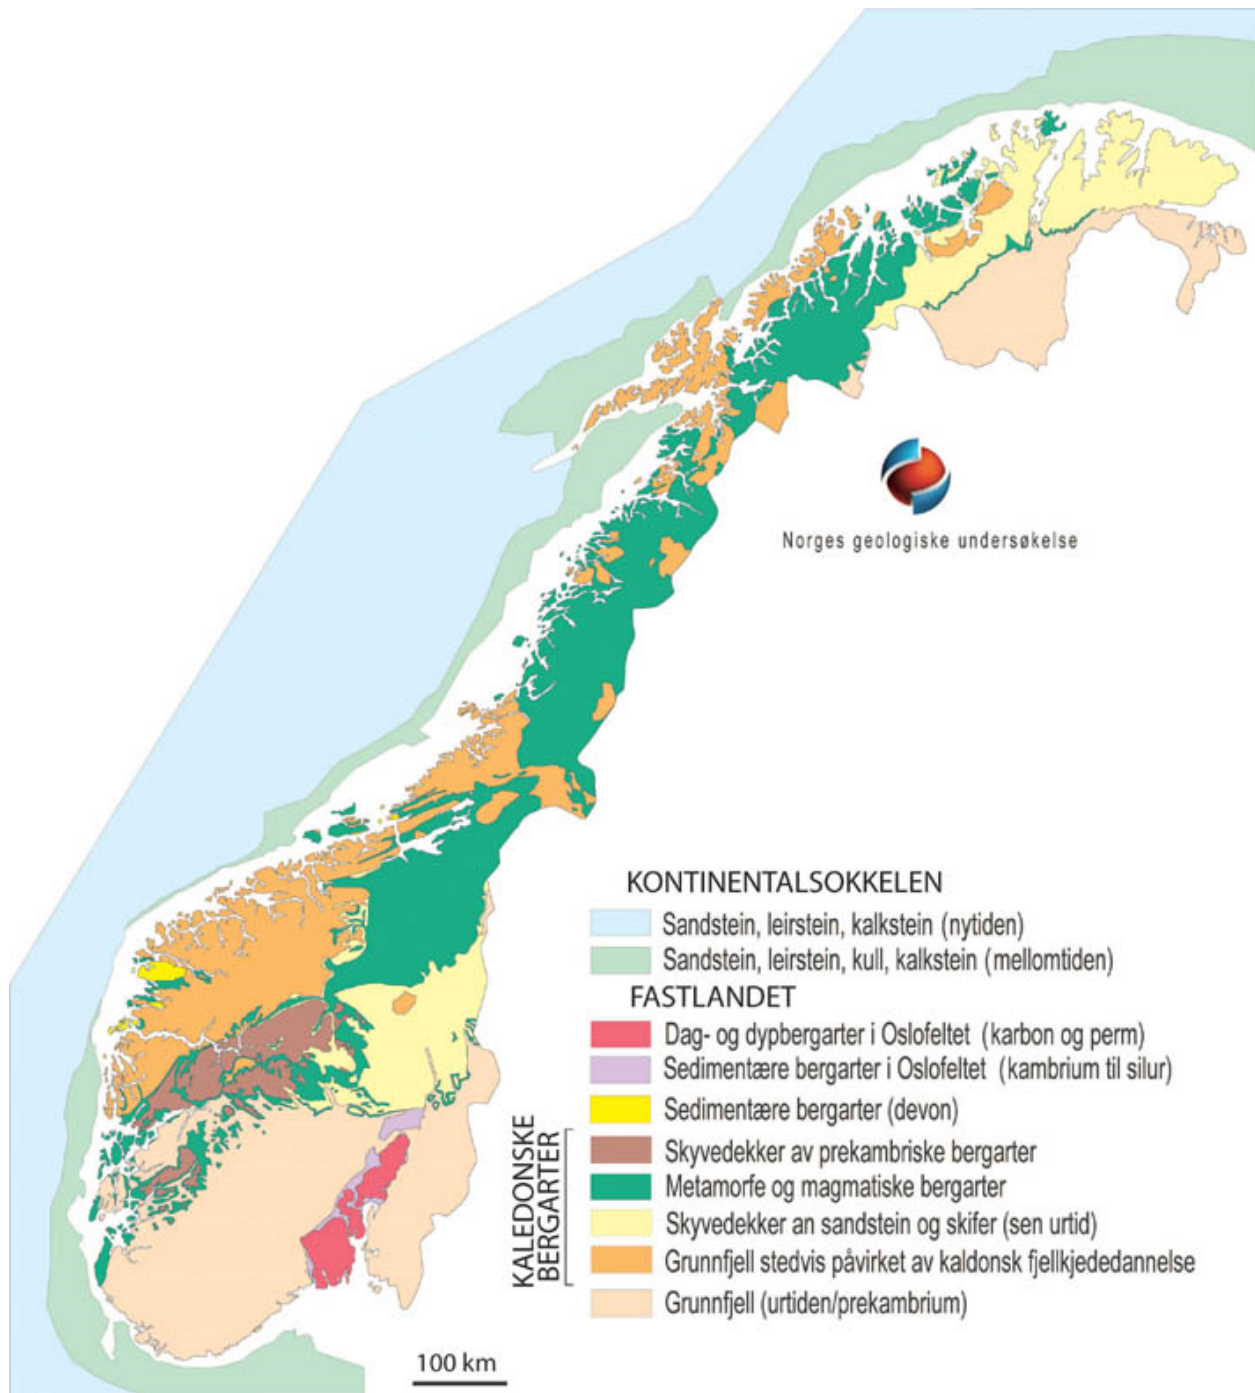 Norges geologiske undersøkelse
KONTINENTALSOKKELEN
Sandstein, leirstein, kalkstein (nytiden)
Sandstein, leirstein, kull, kalkstein (mellomtiden)
FASTLANDET
Dag- og dypbergarter i Oslofeltet (karbon og perm)
Sedimentære bergarter i Oslofeltet (kambrium til silur)
Sedimentære bergarter (devon)
KALEDONSKE
BERGARTER
Skyvedekker av prekambriske bergarter
Metamorfe og magmatiske bergarter
Skyvedekker an sandstein og skifer (sen urtid)
Grunnfjell stedvis påvirket av kaldonsk fjellkjededannelse
Grunnfjell (urtiden/prekambrium)
100 km